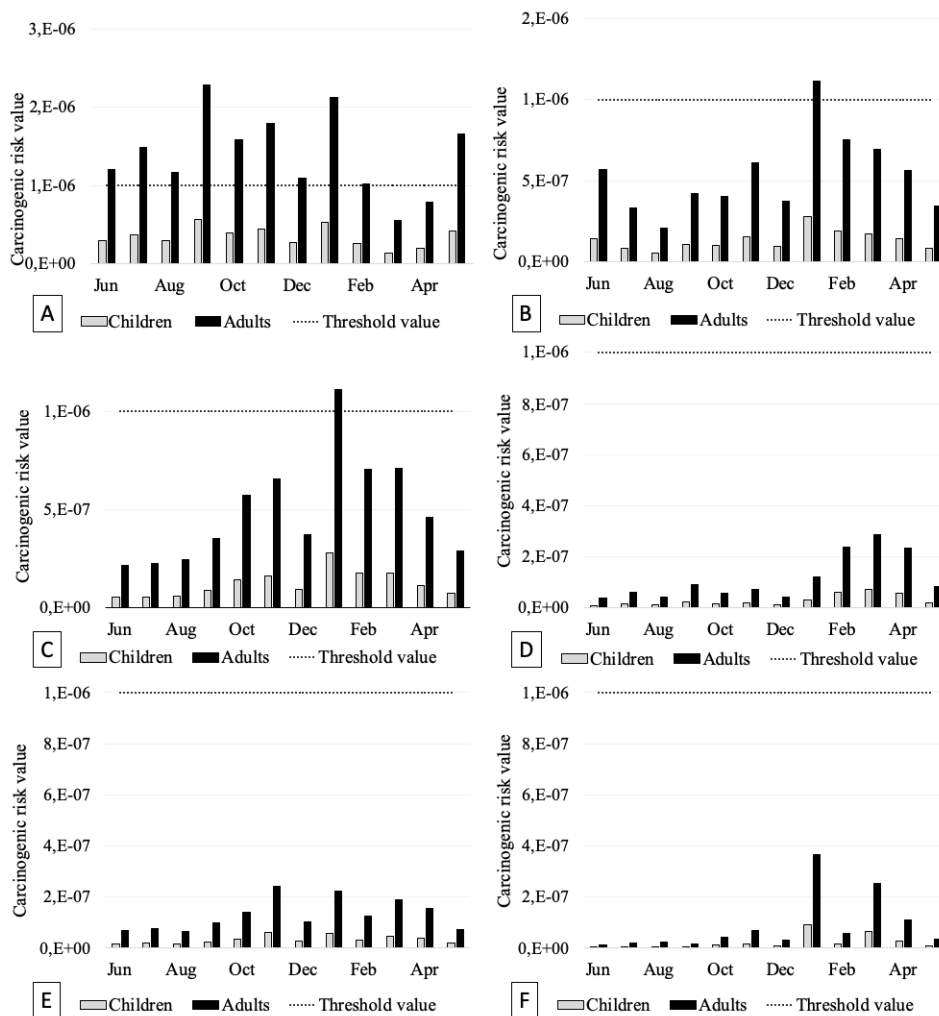 Carcinogenic risk value
3,E-06
2,E-06
1,E-06
0,E+00
Jun Aug Oct Dec Feb Apr
A
Children Adults Threshold value
Carcinogenic risk value
2,E-06
1,E-06
5,E-07
0,E+00
Jun Aug Oct Dec Feb Apr
B
Children Adults Threshold value
Carcinogenic risk value
1,E-06
5,E-07
0,E+00
Jun Aug Oct Dec Feb Apr
C
Children Adults Threshold value
Carcinogenic risk value
1,E-06
8,E-07
6,E-07
4,E-07
2,E-07
0,E+00
Jun Aug Oct Dec Feb Apr
D
Children Adults Threshold value
Carcinogenic risk value
1,E-06
8,E-07
6,E-07
4,E-07
2,E-07
0,E+00
Jun Aug Oct Dec Feb Apr
E
Children Adults Threshold value
Carcinogenic risk value
1,E-06
8,E-07
6,E-07
4,E-07
2,E-07
0,E+00
Jun Aug Oct Dec Feb Apr
F
Children Adults Threshold value